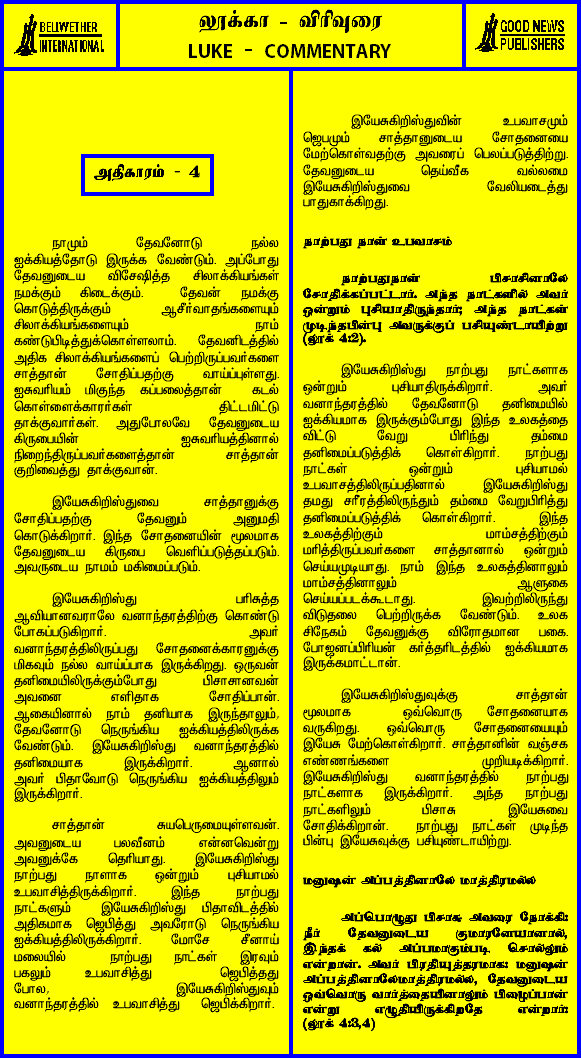 BELLWETHER
INTERNATIONAL
லூக்கா - விரிவுரை
LUKE - COMMENTARY
GOOD NEWS
PUBLISHERS
அதிகாரம் - 4
நாமும் தேவனோடு நல்ல
ஐக்கியத்தோடு இருக்க வேண்டும். அப்போது
தேவனுடைய விசேஷித்த சிலாக்கியங்கள்
நமக்கும் கிடைக்கும். தேவன் நமக்கு
கொடுத்திருக்கும் ஆசீர்வாதங்களையும்
சிலாக்கியங்களையும் நாம்
கண்டுபிடித்துக்கொள்ளலாம். தேவனிடத்தில்
அதிக சிலாக்கியங்களைப் பெற்றிருப்பவர்களை
சாத்தான் சோதிப்பதற்கு வாய்ப்புள்ளது.
ஐசுவரியம் மிகுந்த கப்பலைத்தான் கடல்
கொள்ளைக்காரர்கள் திட்டமிட்டு
தாக்குவார்கள். அதுபோலவே தேவனுடைய
கிருபையின் ஐசுவரியத்தினால்
நிறைந்திருப்பவர்களைத்தான் சாத்தான்
குறிவைத்து தாக்குவான்.
இயேசுகிறிஸ்துவை சாத்தானுக்கு
சோதிப்பதற்கு தேவனும் அனுமதி
கொடுக்கிறார். இந்த சோதனையின் மூலமாக
தேவனுடைய கிருபை வெளிப்படுத்தப்படும்.
அவருடைய நாமம் மகிமைப்படும்.
இயேசுகிறிஸ்து பரிசுத்த
ஆவியானவராலே வனாந்தரத்திற்கு கொண்டு
போகப்படுகிறார். அவர்
வனாந்தரத்திலிருப்பது சோதனைக்காரனுக்கு
மிகவும் நல்ல வாய்ப்பாக இருக்கிறது. ஒருவன்
தனிமையிலிருக்கும்போது பிசாசானவன்
அவனை எளிதாக சோதிப்பான்.
ஆகையினால் நாம் தனியாக இருந்தாலும்,
தேவனோடு நெருங்கிய ஐக்கியத்திலிருக்க
வேண்டும். இயேசுகிறிஸ்து வனாந்தரத்தில்
தனிமையாக இருக்கிறார். ஆனால்
அவர் பிதாவோடு நெருங்கிய ஐக்கியத்திலும்
இருக்கிறார்.
சாத்தான் சுயபெருமையுள்ளவன்.
அவனுடைய பலவீனம் என்னவென்று
அவனுக்கே தெரியாது. இயேசுகிறிஸ்து
நாற்பது நாளாக ஒன்றும் புசியாமல்
உபவாசித்திருக்கிறார். இந்த நாற்பது
நாட்களும் இயேசுகிறிஸ்து பிதாவிடத்தில்
அதிகமாக ஜெபித்து அவரோடு நெருங்கிய
ஐக்கியத்திலிருக்கிறார். மோசே சீனாய்
மலையில் நாற்பது நாட்கள் இரவும்
பகலும் உபவாசித்து ஜெபித்தது
போல, இயேசுகிறிஸ்துவும்
வனாந்தரத்தில் உபவாசித்து ஜெபிக்கிறார்.
இயேசுகிறிஸ்துவின் உபவாசமும்
ஜெபமும் சாத்தானுடைய சோதனையை
மேற்கொள்வதற்கு அவரைப் பெலப்படுத்திற்று.
தேவனுடைய தெய்வீக வல்லமை
இயேசுகிறிஸ்துவை வேலியடைத்து
பாதுகாக்கிறது.
நாற்பது நாள் உபவாசம்
நாற்பதுநாள் பிசாசினாலே
சோதிக்கப்பட்டார். அந்த நாட்களில் அவர்
ஒன்றும் புசியாதிருந்தார்; அந்த நாட்கள்
முடிந்தபின்பு அவருக்குப் பசியுண்டாயிற்று
(லூக் 4:2).
இயேசுகிறிஸ்து நாற்பது நாட்களாக
ஒன்றும் புசியாதிருக்கிறார். அவர்
வனாந்தரத்தில் தேவனோடு தனிமையில்
ஐக்கியமாக இருக்கும்போது இந்த உலகத்தை
விட்டு வேறு பிரிந்து தம்மை
தனிமைப்படுத்திக் கொள்கிறார். நாற்பது
நாட்கள் ஒன்றும் புசியாமல்
உபவாசத்திலிருப்பதினால் இயேசுகிறிஸ்து
தமது சரீரத்திலிருந்தும் தம்மை வேறுபிரித்து
தனிமைப்படுத்திக் கொள்கிறார். இந்த
உலகத்திற்கும் மாம்சத்திற்கும்
மரித்திருப்பவர்களை சாத்தானால் ஒன்றும்
செய்யமுடியாது. நாம் இந்த உலகத்தினாலும்
மாம்சத்தினாலும் ஆளுகை
செய்யப்படக்கூடாது. இவற்றிலிருந்து
விடுதலை பெற்றிருக்க வேண்டும். உலக
சிநேகம் தேவனுக்கு விரோதமான பகை.
போஜனப்பிரியன் கர்த்தரிடத்தில் ஐக்கியமாக
இருக்கமாட்டான்.
இயேசுகிறிஸ்துவுக்கு சாத்தான்
மூலமாக ஒவ்வொரு சோதனையாக
வருகிறது. ஒவ்வொரு சோதனையையும்
இயேசு மேற்கொள்கிறார். சாத்தானின் வஞ்சக
எண்ணங்களை முறியடிக்கிறார்.
இயேசுகிறிஸ்து வனாந்தரத்தில் நாற்பது
நாட்களாக இருக்கிறார். அந்த நாற்பது
நாட்களிலும் பிசாசு இயேசுவை
சோதிக்கிறான். நாற்பது நாட்கள் முடிந்த
பின்பு இயேசுவுக்கு பசியுண்டாயிற்று.
மனுஷன் அப்பத்தினாலே மாத்திரமல்ல
அப்பொழுது பிசாசு அவரை நோக்கி:
நீர் தேவனுடைய குமாரனேயானால்,
இந்தக் கல் அப்பமாகும்படி சொல்லும்
என்றான். அவர் பிரதியுத்தரமாக: மனுஷன்
அப்பத்தினாலேமாத்திரமல்ல, தேவனுடைய
ஒவ்வொரு வார்த்தையினாலும் பிழைப்பான்
என்று எழுதியிருக்கிறதே என்றார்:
(லூக் 4:3,4)